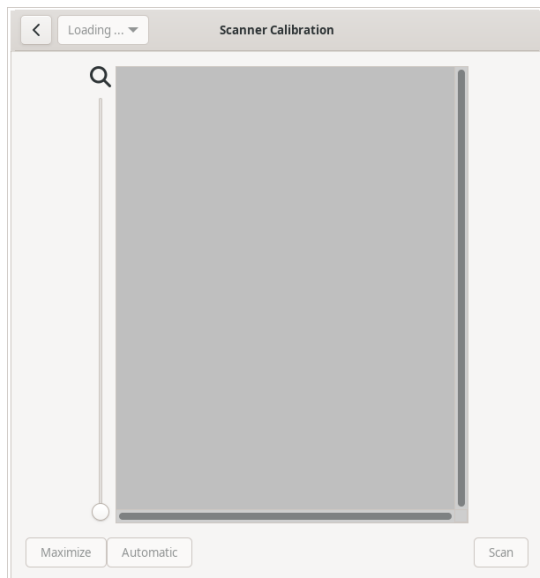 Loading ...
Scanner Calibration
Maximize
Automatic
Scan